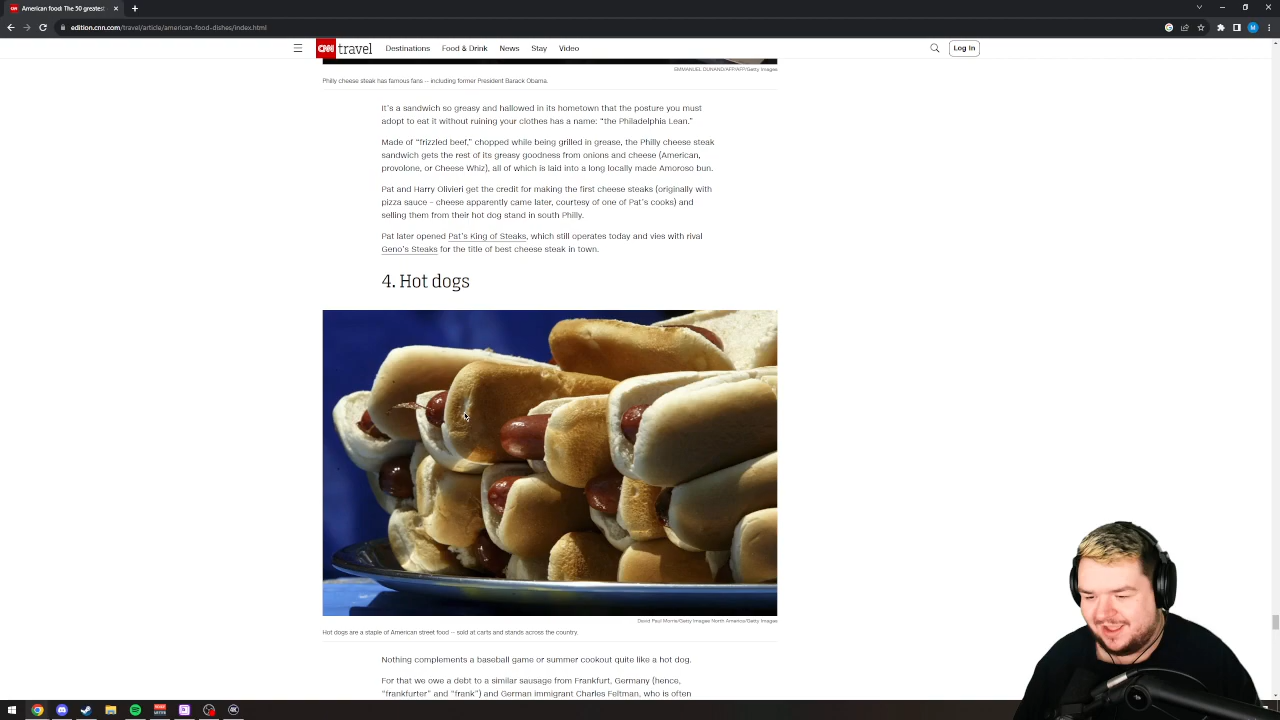 American food: The 50 greatest
edition.cnn.com/travel/article/american-food-dishes/index.html
CNN travel Destinations Food & Drink News Stay Video Log In
EMMANUEL DUNAND/AFP/AFP/Getty Images
Philly cheese steak has famous fans -- including former President Barack Obama.
It's a sandwich so greasy and hallowed in its hometown that the posture you must
adopt to eat it without ruining your clothes has a name: "the Philadelphia Lean."
Made of "frizzled beef," chopped while being grilled in grease, the Philly cheese steak
sandwich gets the rest of its greasy goodness from onions and cheese (American,
provolone, or Cheese Whiz), all of which is laid into a long locally made Amoroso bun.
Pat and Harry Olivieri get the credit for making the first cheese steaks (originally with
pizza sauce – cheese apparently came later, courtesy of one of Pat's cooks) and
selling them from their hot dog stand in south Philly.
Pat later opened Pat's King of Steaks, which still operates today and vies with rival
Geno's Steaks for the title of best cheese steak in town.
4. Hot dogs
David Paul Morris/Getty Images North America/Getty Images
Hot dogs are a staple of American street food -- sold at carts and stands across the country.
Nothing complements a baseball game or summer cookout quite like a hot dog.
For that we owe a debt to a similar sausage from Frankfurt, Germany (hence,
"frankfurter" and "frank") and German immigrant Charles Feltman, who is often